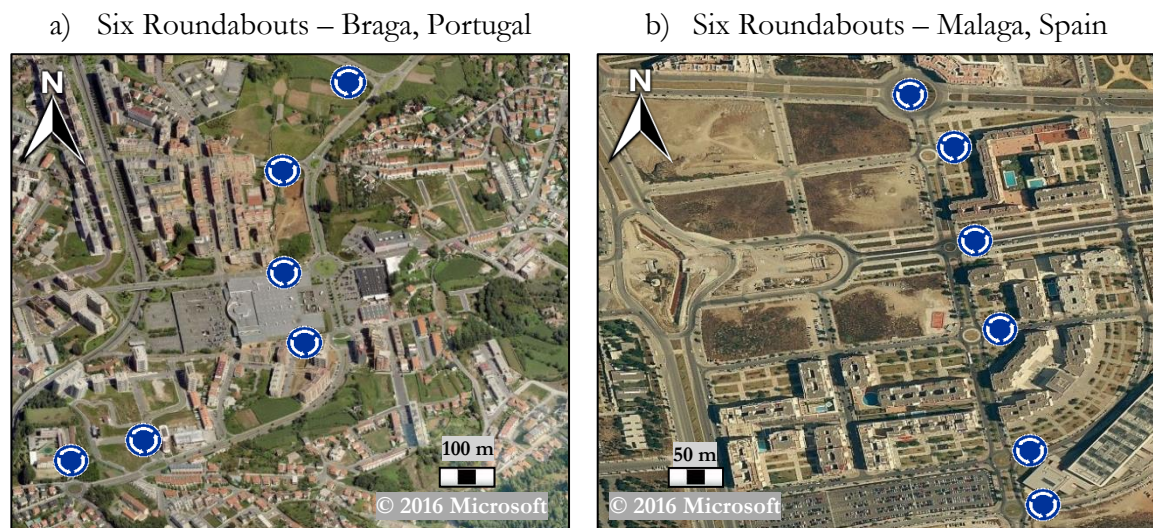 a) Six Roundabouts – Braga, Portugal
b) Six Roundabouts – Malaga, Spain
N
N
100 m
50 m
© 2016 Microsoft
© 2016 Microsoft